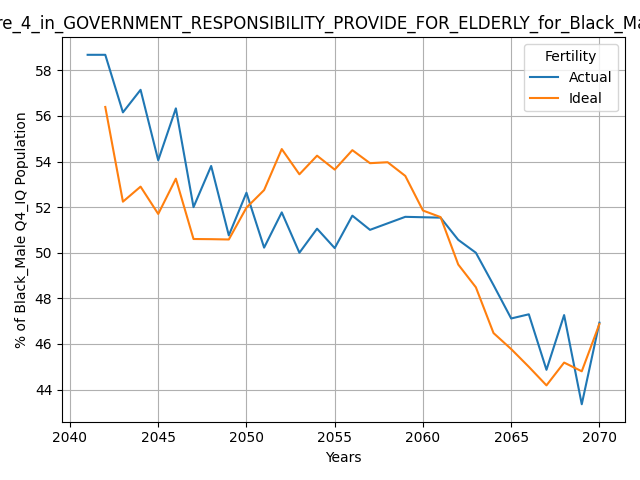 re_4_in_GOVERNMENT_RESPONSIBILITY_PROVIDE_FOR_ELDERLY_for_Black_Ma
Fertility
Actual
Ideal
% of Black_Male Q4_IQ Population
58
56
54
52
50
48
46
44
2040 2045 2050 2055 2060 2065 2070
Years